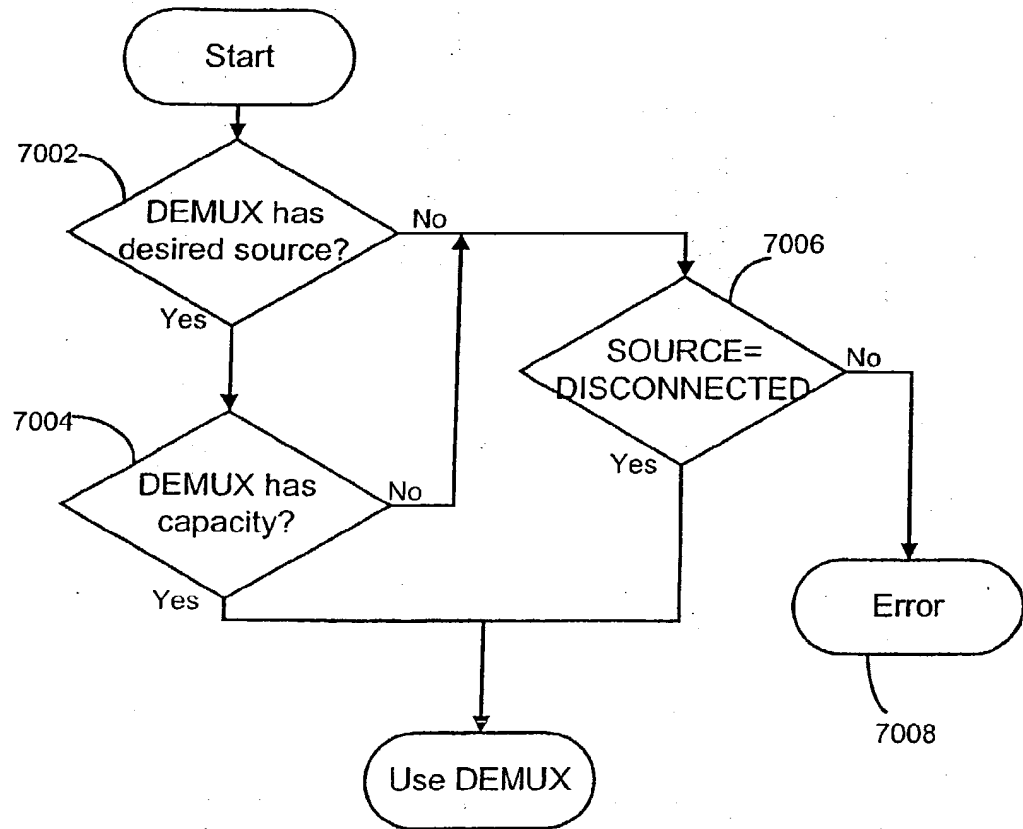 Start
7002
DEMUX has
desired source?
No
Yes
7006
SOURCE=
DISCONNECTED
No
Yes
7004
DEMUX has
capacity?
No
Yes
Error
7008
Use DEMUX